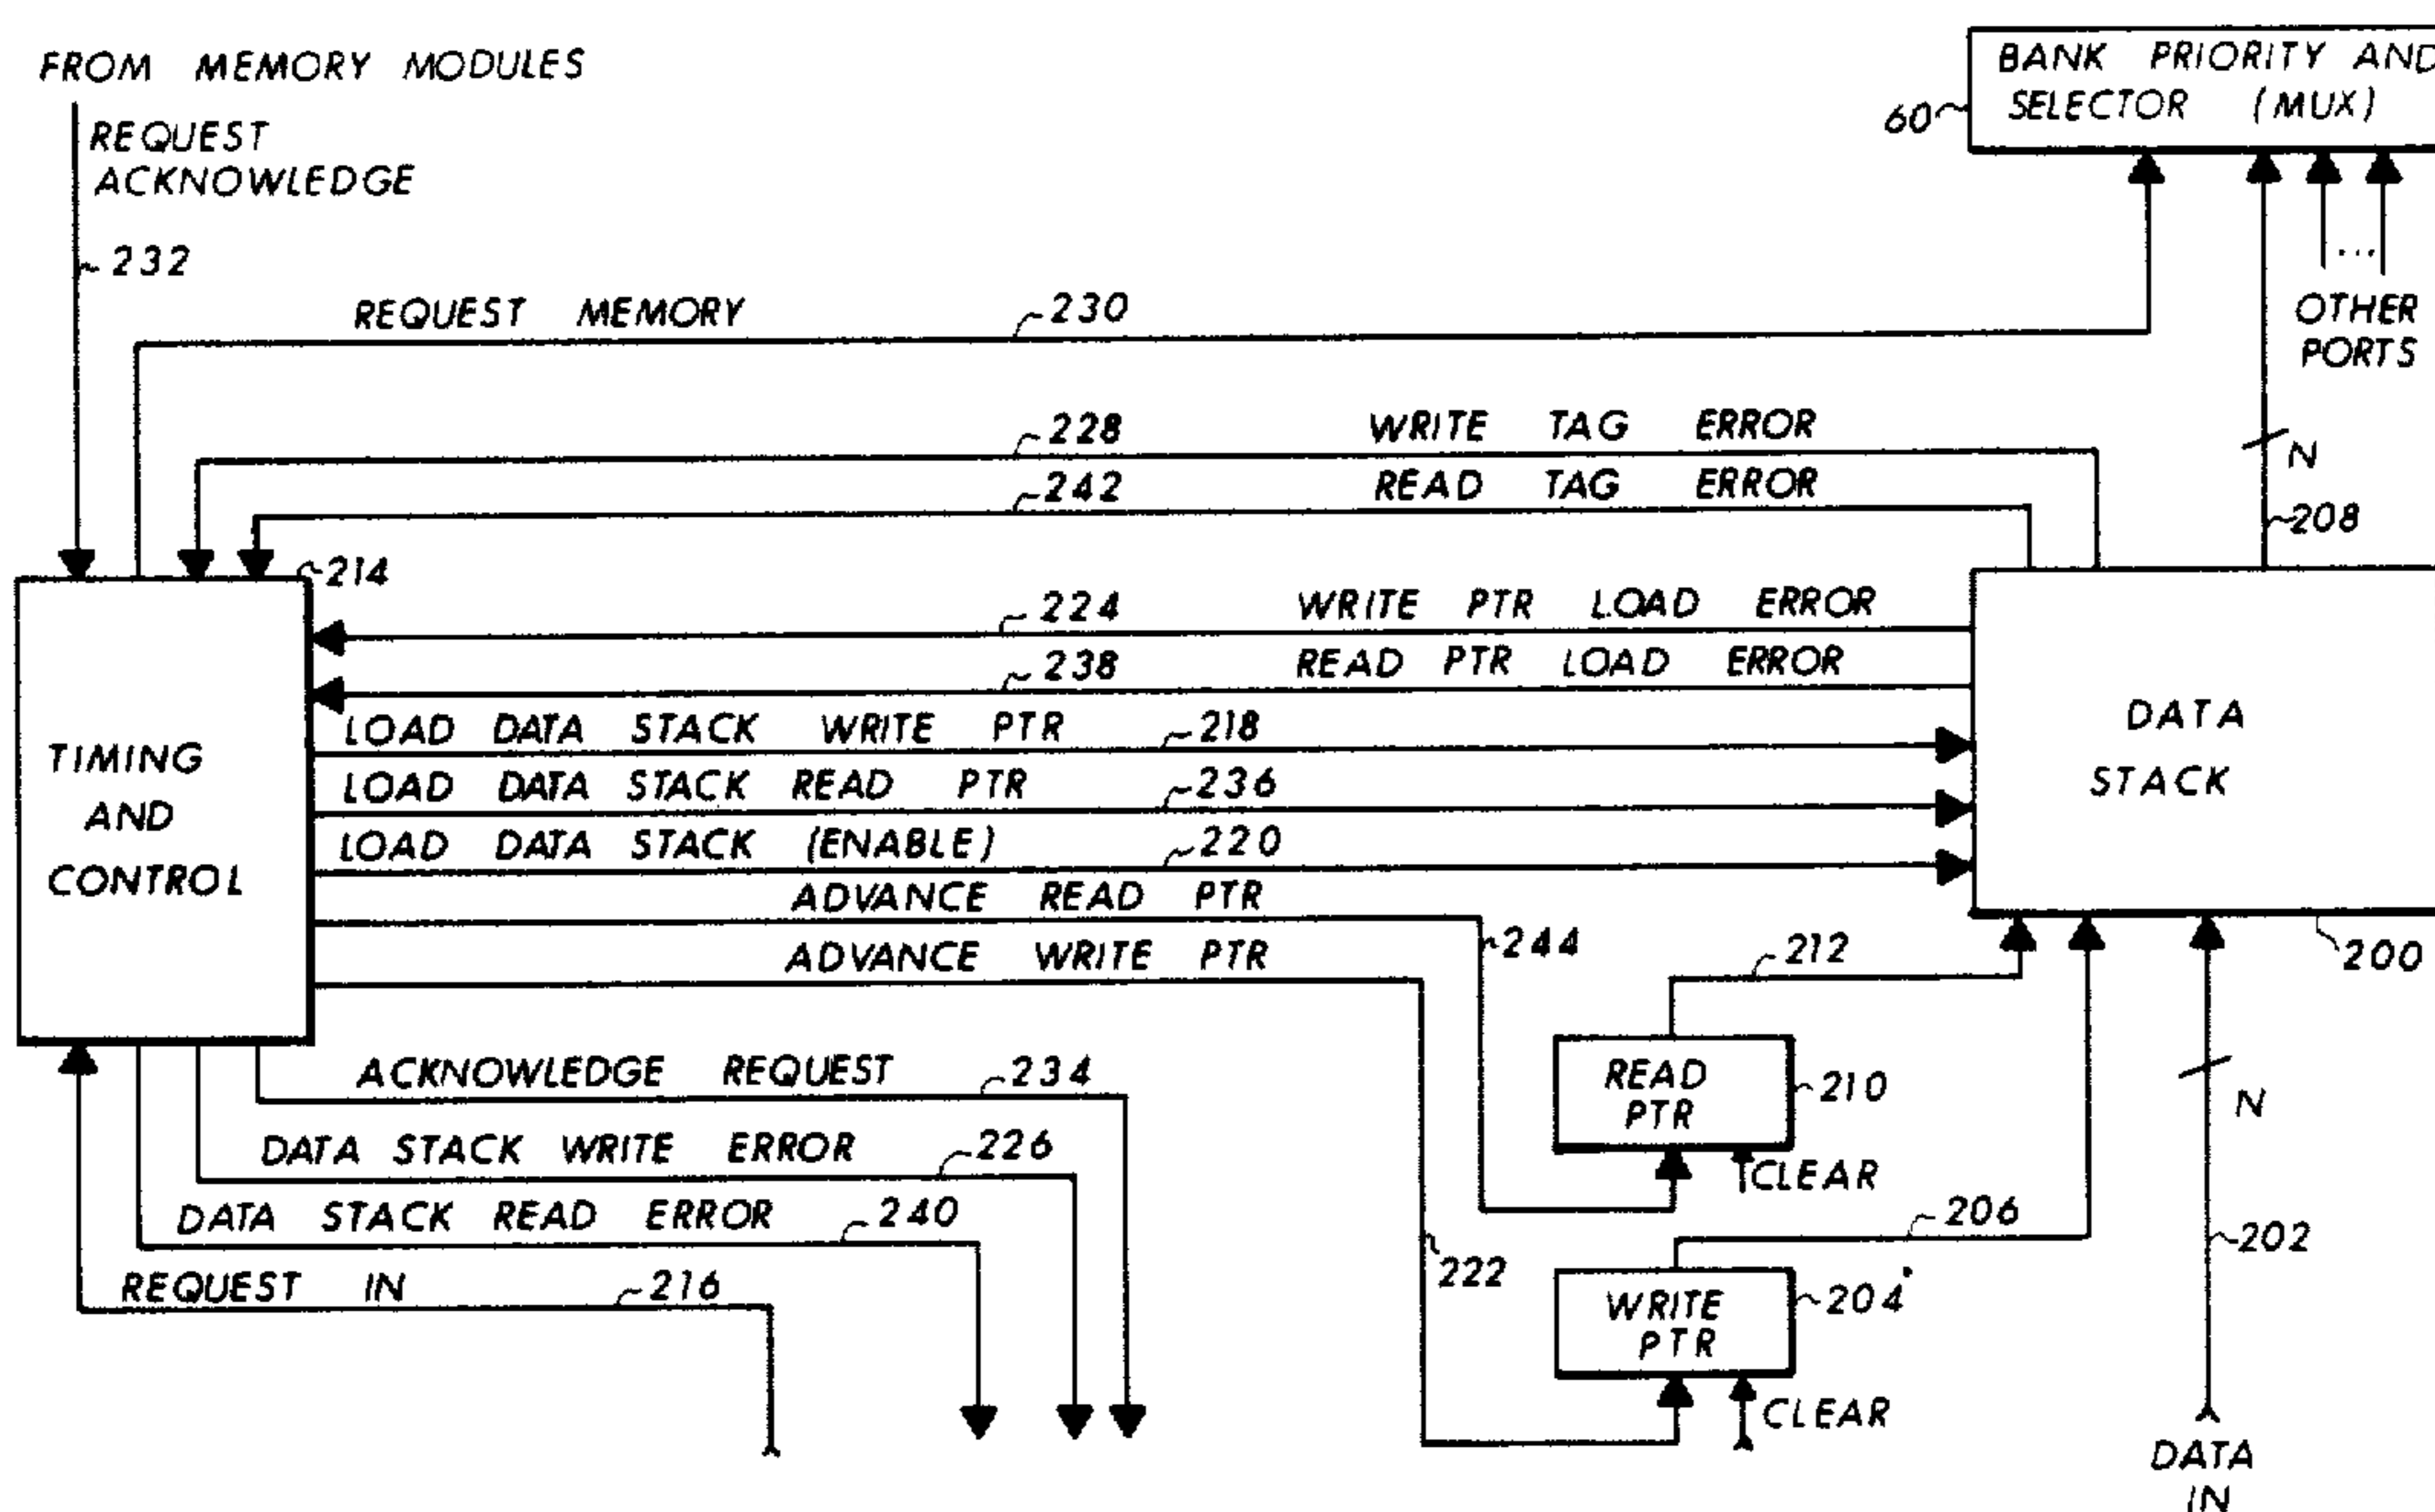 FROM MEMORY MODULES
REQUEST
ACKNOWLEDGE
232
BANK PRIORITY AND
SELECTOR (MUX)
60
REQUEST MEMORY
230
OTHER
PORTS
...
228
WRITE TAG ERROR
N
242
READ TAG ERROR
208
214
224
WRITE PTR LOAD ERROR
238
READ PTR LOAD ERROR
LOAD DATA STACK WRITE PTR
218
LOAD DATA STACK READ PTR
236
LOAD DATA STACK (ENABLE)
220
TIMING
AND
CONTROL
DATA
STACK
ADVANCE READ PTR
244
ADVANCE WRITE PTR
212
200
ACKNOWLEDGE REQUEST
234
READ
PTR
210
CLEAR
N
DATA STACK WRITE ERROR
226
DATA STACK READ ERROR
240
206
202
REQUEST IN
216
222
WRITE
PTR
204
CLEAR
DATA
IN